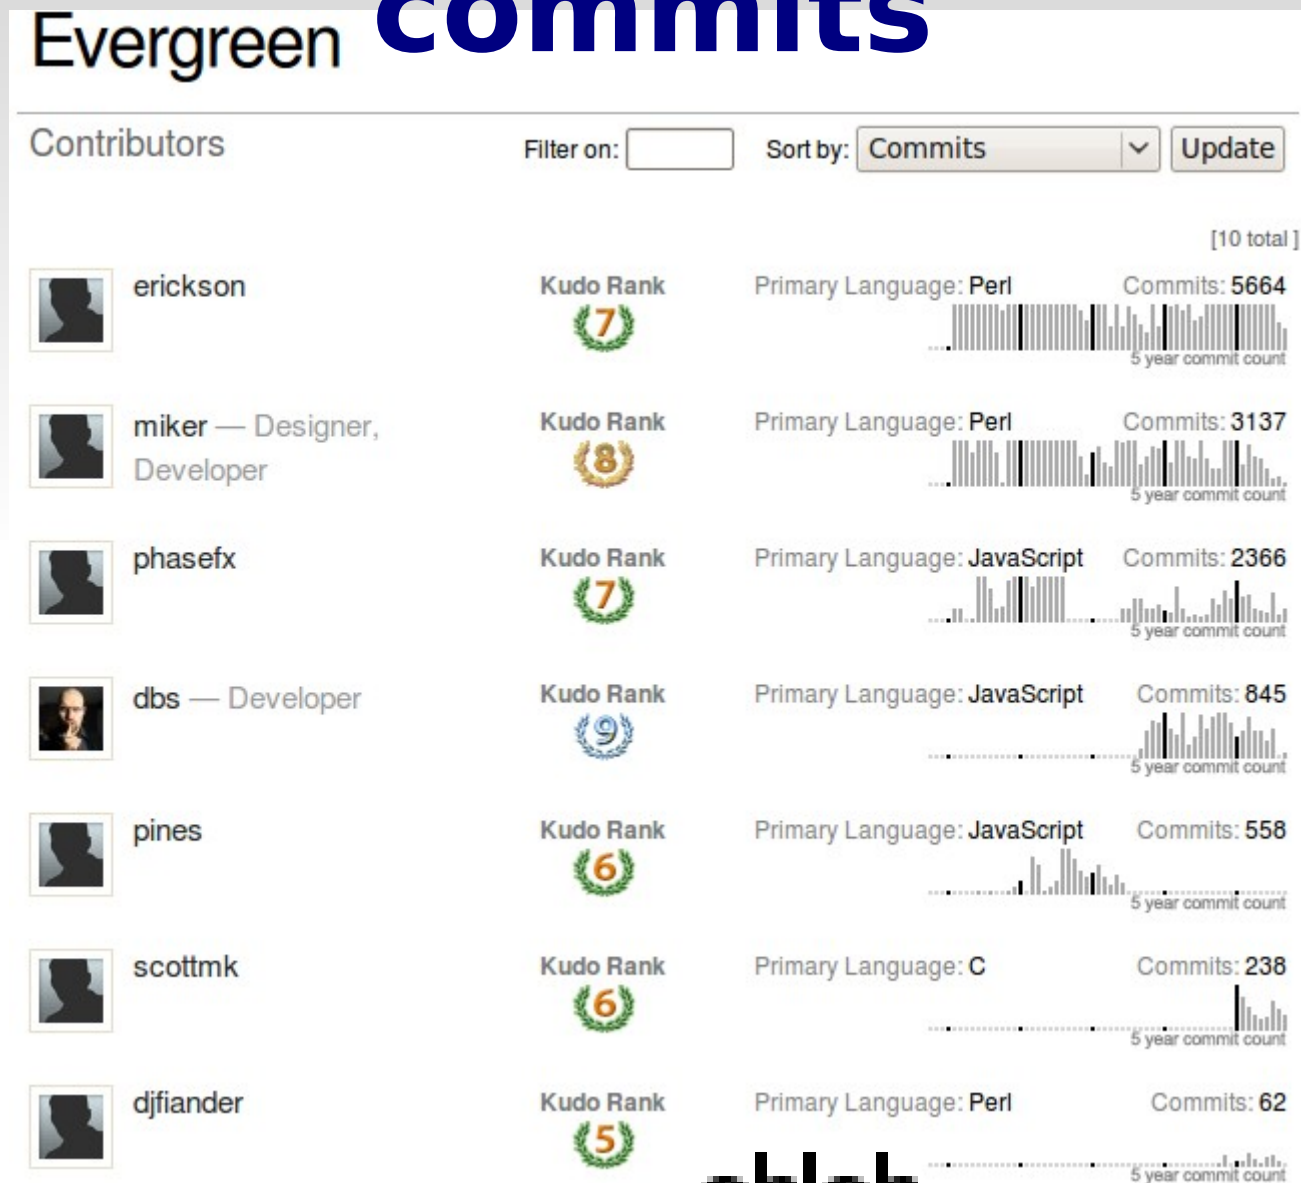 commits
Evergreen
Contributors Filter on: Sort by: Commits Update
[10 total ]
erickson Kudo Rank Primary Language: Perl Commits: 5664
7
5 year commit count
miker — Designer, Kudo Rank Primary Language: Perl Commits: 3137
Developer 8
5 year commit count
phasefx Kudo Rank Primary Language: JavaScript Commits: 2366
7
5 year commit count
dbs — Developer Kudo Rank Primary Language: JavaScript Commits: 845
9
5 year commit count
pines Kudo Rank Primary Language: JavaScript Commits: 558
6
5 year commit count
scottmk Kudo Rank Primary Language: C Commits: 238
6
5 year commit count
djfiander Kudo Rank Primary Language: Perl Commits: 62
5
5 year commit count